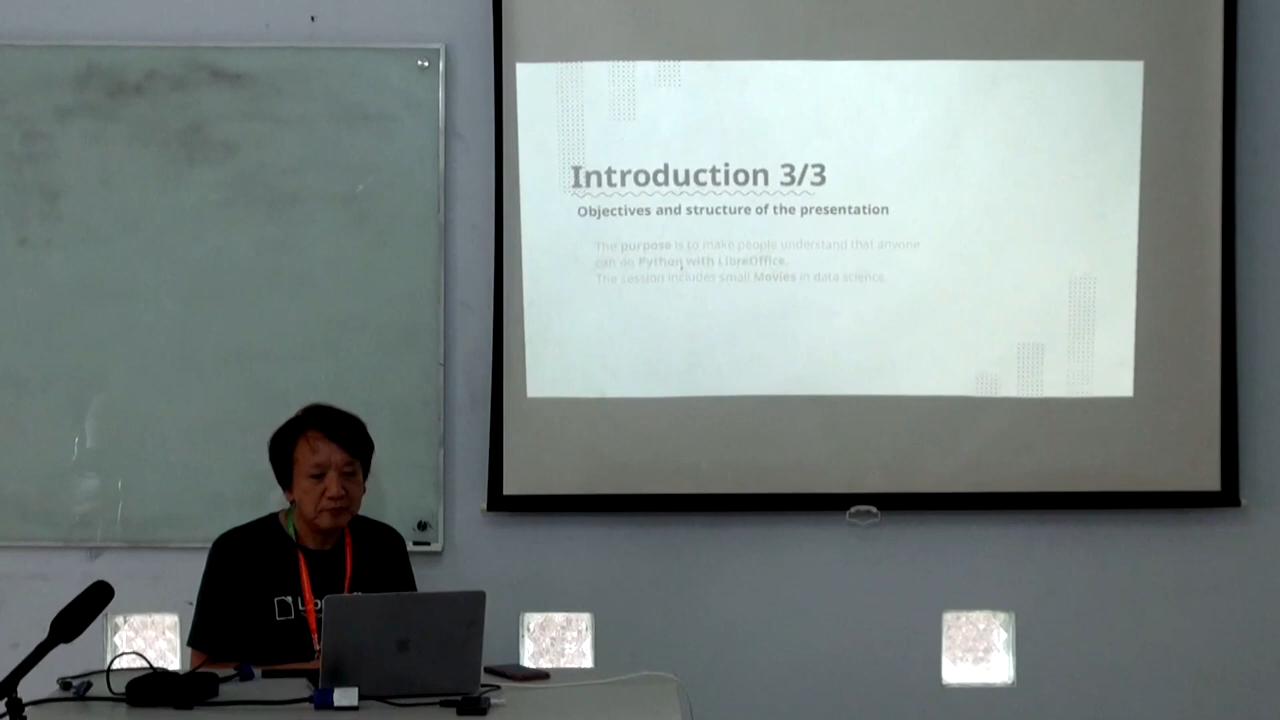 Introduction 3/3
Objectives and structure of the presentation
The purpose is to make people understand that anyone
can do Python with LibreOffice.
The session includes small Movies in data science.